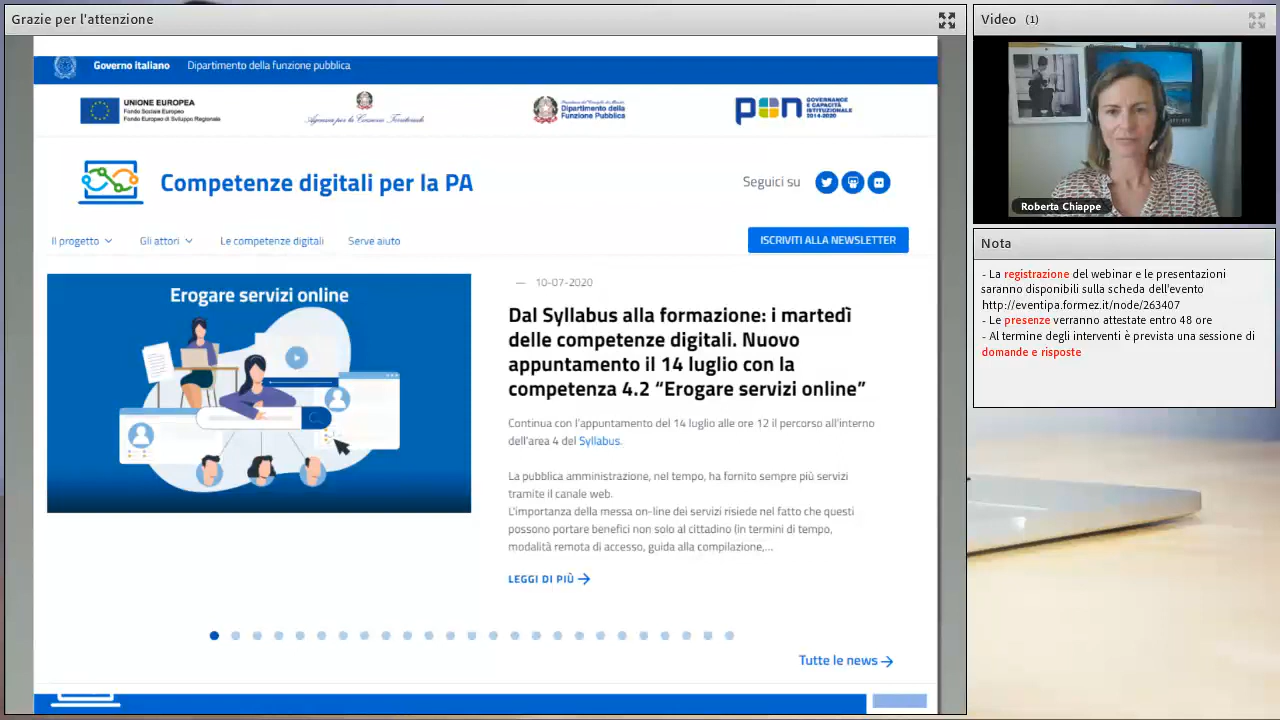 Grazie per l'attenzione
Governo Italiano Dipartimento della funzione pubblica
UNIONE EUROPEA
Fondo Sociale Europeo
Fondo Europeo di Sviluppo Regionale
Agenzia per la Coesione Territoriale
Presidenza del Consiglio dei Ministri
Dipartimento della
Funzione Pubblica
pon
GOVERNANCE
E CAPACITÀ
ISTITUZIONALE
2014-2020
Competenze digitali per la PA
Seguici su
Il progetto
Gli attori
Le competenze digitali
Serve aiuto
ISCRIVITI ALLA NEWSLETTER
Erogare servizi online
— 10-07-2020
Dal Syllabus alla formazione: i martedì
delle competenze digitali. Nuovo
appuntamento il 14 luglio con la
competenza 4.2 “Erogare servizi online”
Continua con l'appuntamento del 14 luglio alle ore 12 il percorso all'interno
dell'area 4 del Syllabus.
La pubblica amministrazione, nel tempo, ha fornito sempre più servizi
tramite il canale web.
L'importanza della messa on-line dei servizi risiede nel fatto che questi
possono portare benefici non solo al cittadino (in termini di tempo,
modalità remota di accesso, guida alla compilazione,...
LEGGI DI PIÙ
Tutte le news
Video (1)
Roberta Chiappe
Nota
- La registrazione del webinar e le presentazioni
saranno disponibili sulla scheda dell'evento
http://eventipa.formez.it/node/263407
- Le presenze verranno attestate entro 48 ore
- Al termine degli interventi è prevista una sessione di
domande e risposte